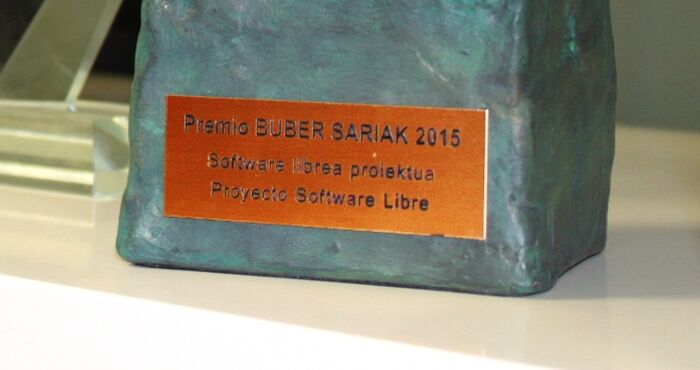 Premio BUBER SARIAK 2015
Software librea proiektua
Proyecto Software Libre